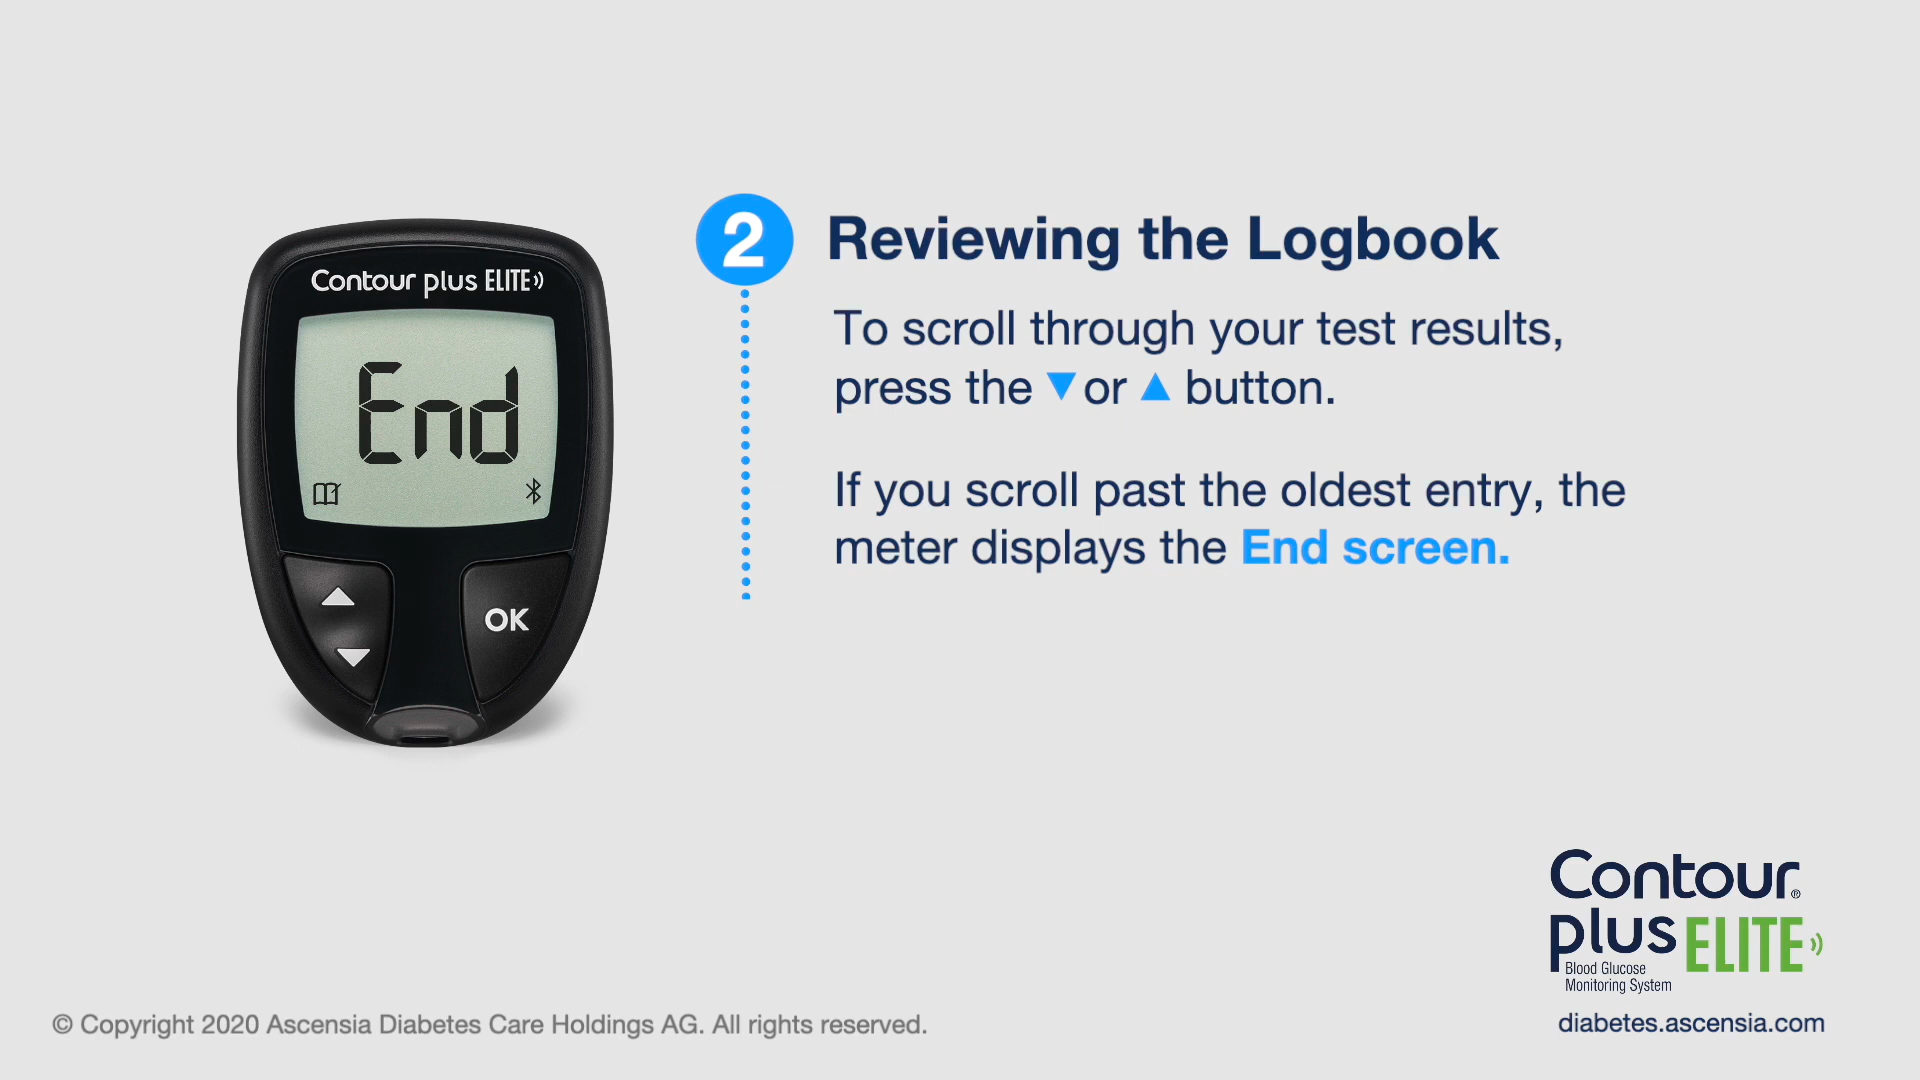 Contour plus ELITE
End
OK
2 Reviewing the Logbook
To scroll through your test results,
press the ▼ or ▲ button.
If you scroll past the oldest entry, the
meter displays the End screen.
Contour®
plus ELITE
Blood Glucose
Monitoring System
© Copyright 2020 Ascensia Diabetes Care Holdings AG. All rights reserved.
diabetes.ascensia.com